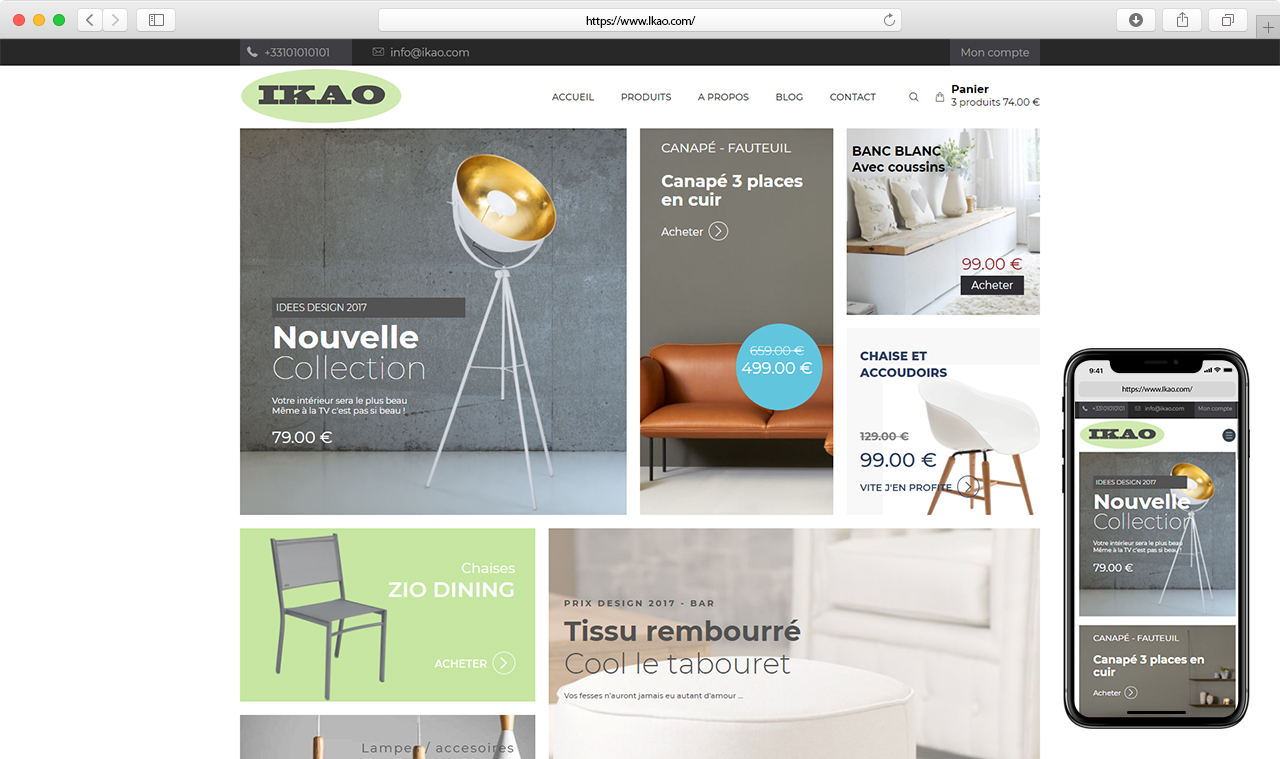 https://www.Ikao.com/
+33101010101
info@ikao.com
Mon compte
IKAO
ACCUEIL
PRODUITS
A PROPOS
BLOG
CONTACT
Panier
3 produits 74.00 €
IDEES DESIGN 2017
Nouvelle
Collection
Votre intérieur sera le plus beau
Même à la TV c'est pas si beau !
79.00 €
CANAPÉ - FAUTEUIL
Canapé 3 places
en cuir
Acheter
659.00 €
499.00 €
BANC BLANC
Avec coussins
99.00 €
Acheter
CHAISE ET
ACCOUDOIRS
129.00 €
99.00 €
VITE J'EN PROFITE
Chaises
ZIO DINING
ACHETER
PRIX DESIGN 2017 - BAR
Tissu rembourré
Cool le tabouret
Vos fesses n'auront jamais eu autant d'amour ...
Lampes / accesoires
9:41
https://www.Ikao.com/
+33101010101
info@ikao.com
Mon compte
IKAO
IDEES DESIGN 2017
Nouvelle
Collection
Votre intérieur sera le plus beau
Même à la TV c'est pas si beau !
79.00 €
CANAPÉ - FAUTEUIL
Canapé 3 places en
cuir
Acheter